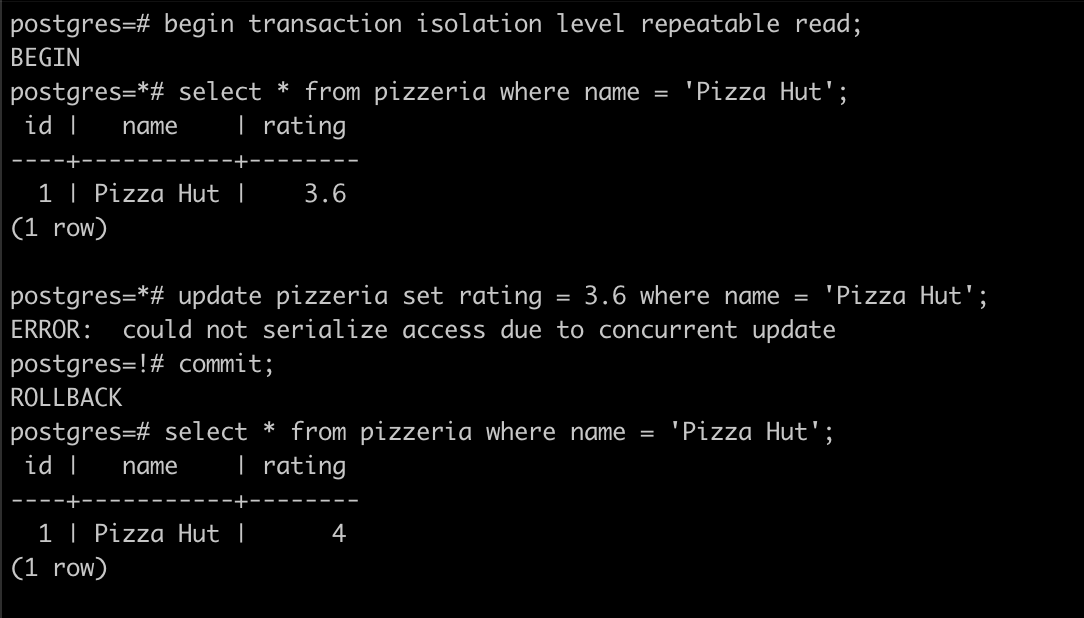 postgres=# begin transaction isolation level repeatable read;
BEGIN
postgres=*# select * from pizzeria where name = 'Pizza Hut';
 id |   name    | rating
----+-----------+--------
  1 | Pizza Hut |    3.6
(1 row)

postgres=*# update pizzeria set rating = 3.6 where name = 'Pizza Hut';
ERROR:  could not serialize access due to concurrent update
postgres=!# commit;
ROLLBACK
postgres=# select * from pizzeria where name = 'Pizza Hut';
 id |   name    | rating
----+-----------+--------
  1 | Pizza Hut |      4
(1 row)